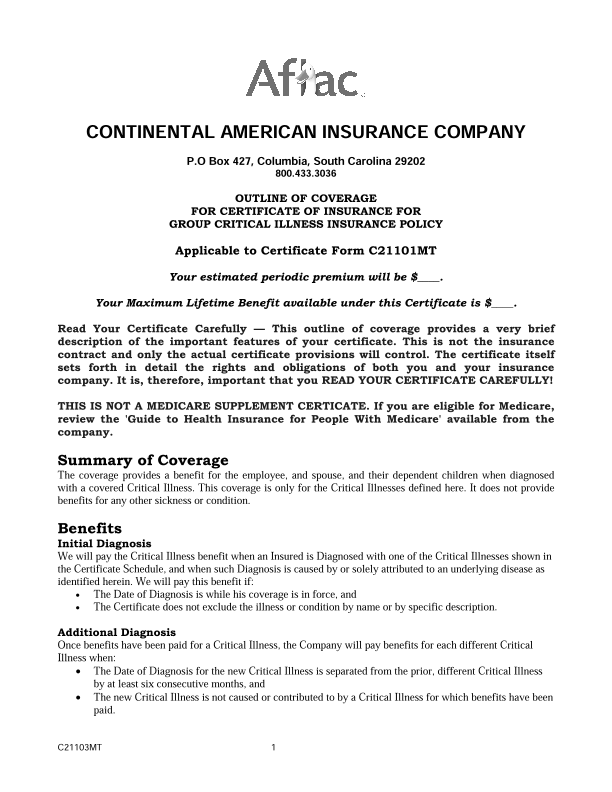 Aflac
CONTINENTAL AMERICAN INSURANCE COMPANY
P.O Box 427, Columbia, South Carolina 29202
800.433.3036
OUTLINE OF COVERAGE
FOR CERTIFICATE OF INSURANCE FOR
GROUP CRITICAL ILLNESS INSURANCE POLICY
Applicable to Certificate Form C21101MT
Your estimated periodic premium will be $____.
Your Maximum Lifetime Benefit available under this Certificate is $____.
Read Your Certificate Carefully — This outline of coverage provides a very brief
description of the important features of your certificate. This is not the insurance
contract and only the actual certificate provisions will control. The certificate itself
sets forth in detail the rights and obligations of both you and your insurance
company. It is, therefore, important that you READ YOUR CERTIFICATE CAREFULLY!
THIS IS NOT A MEDICARE SUPPLEMENT CERTICATE. If you are eligible for Medicare,
review the 'Guide to Health Insurance for People With Medicare' available from the
company.
Summary of Coverage
The coverage provides a benefit for the employee, and spouse, and their dependent children when diagnosed
with a covered Critical Illness. This coverage is only for the Critical Illnesses defined here. It does not provide
benefits for any other sickness or condition.
Benefits
Initial Diagnosis
We will pay the Critical Illness benefit when an Insured is Diagnosed with one of the Critical Illnesses shown in
the Certificate Schedule, and when such Diagnosis is caused by or solely attributed to an underlying disease as
identified herein. We will pay this benefit if:
• The Date of Diagnosis is while his coverage is in force, and
• The Certificate does not exclude the illness or condition by name or by specific description.
Additional Diagnosis
Once benefits have been paid for a Critical Illness, the Company will pay benefits for each different Critical
Illness when:
• The Date of Diagnosis for the new Critical Illness is separated from the prior, different Critical Illness
by at least six consecutive months, and
• The new Critical Illness is not caused or contributed to by a Critical Illness for which benefits have been
paid.
C21103MT 1